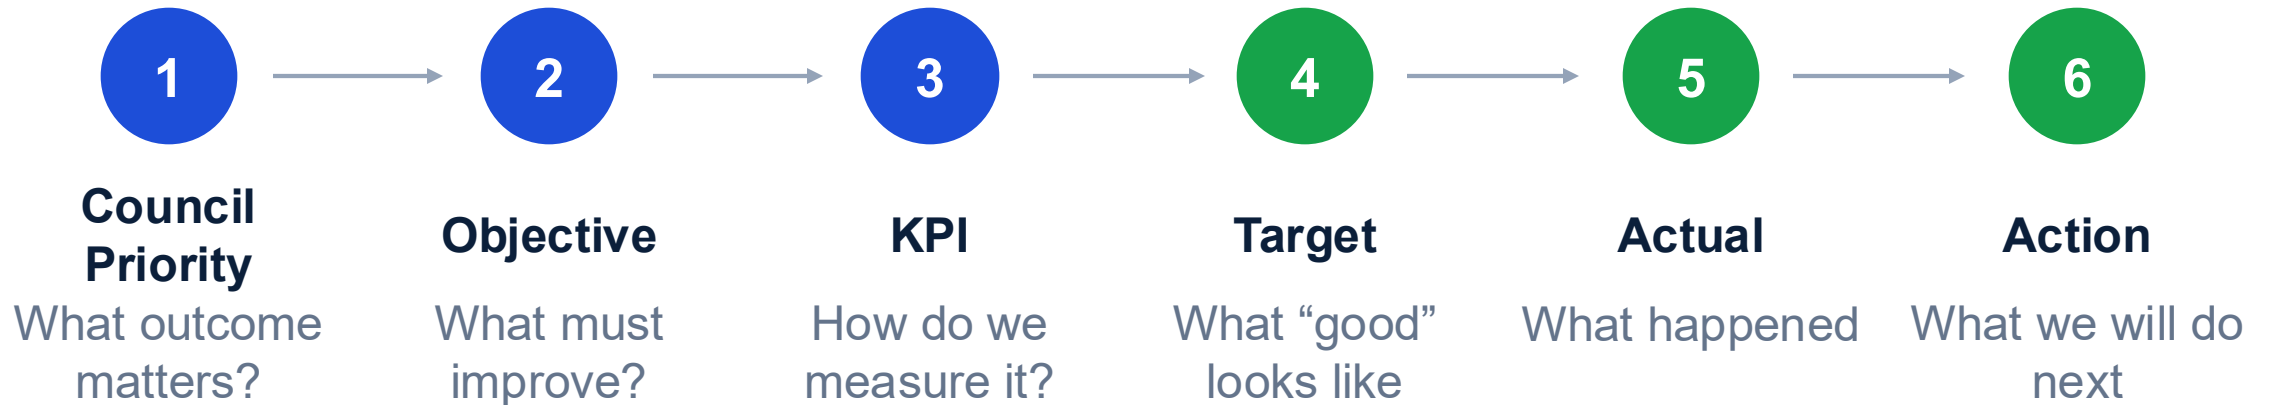 1
2
3
4
5
6
Council
Priority
What outcome
matters?
Objective
What must
improve?
KPI
How do we
measure it?
Target
What “good”
looks like
Actual
What happened
Action
What we will do
next